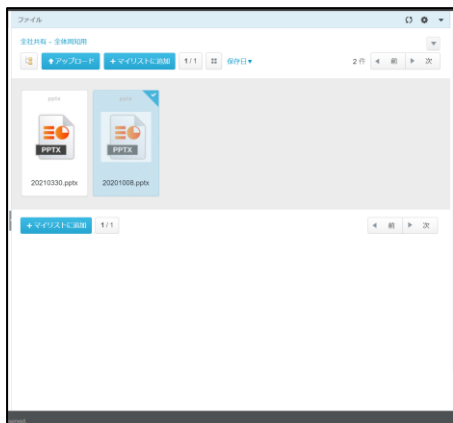 ファイル
全社共有 - 全体周知用
アップロード
+マイリストに追加
1/1
保存日▼
2 件
前
次
pptx
pptx
PPTX
PPTX
20210330.pptx
20201008.pptx
+マイリストに追加
1/1
前
次